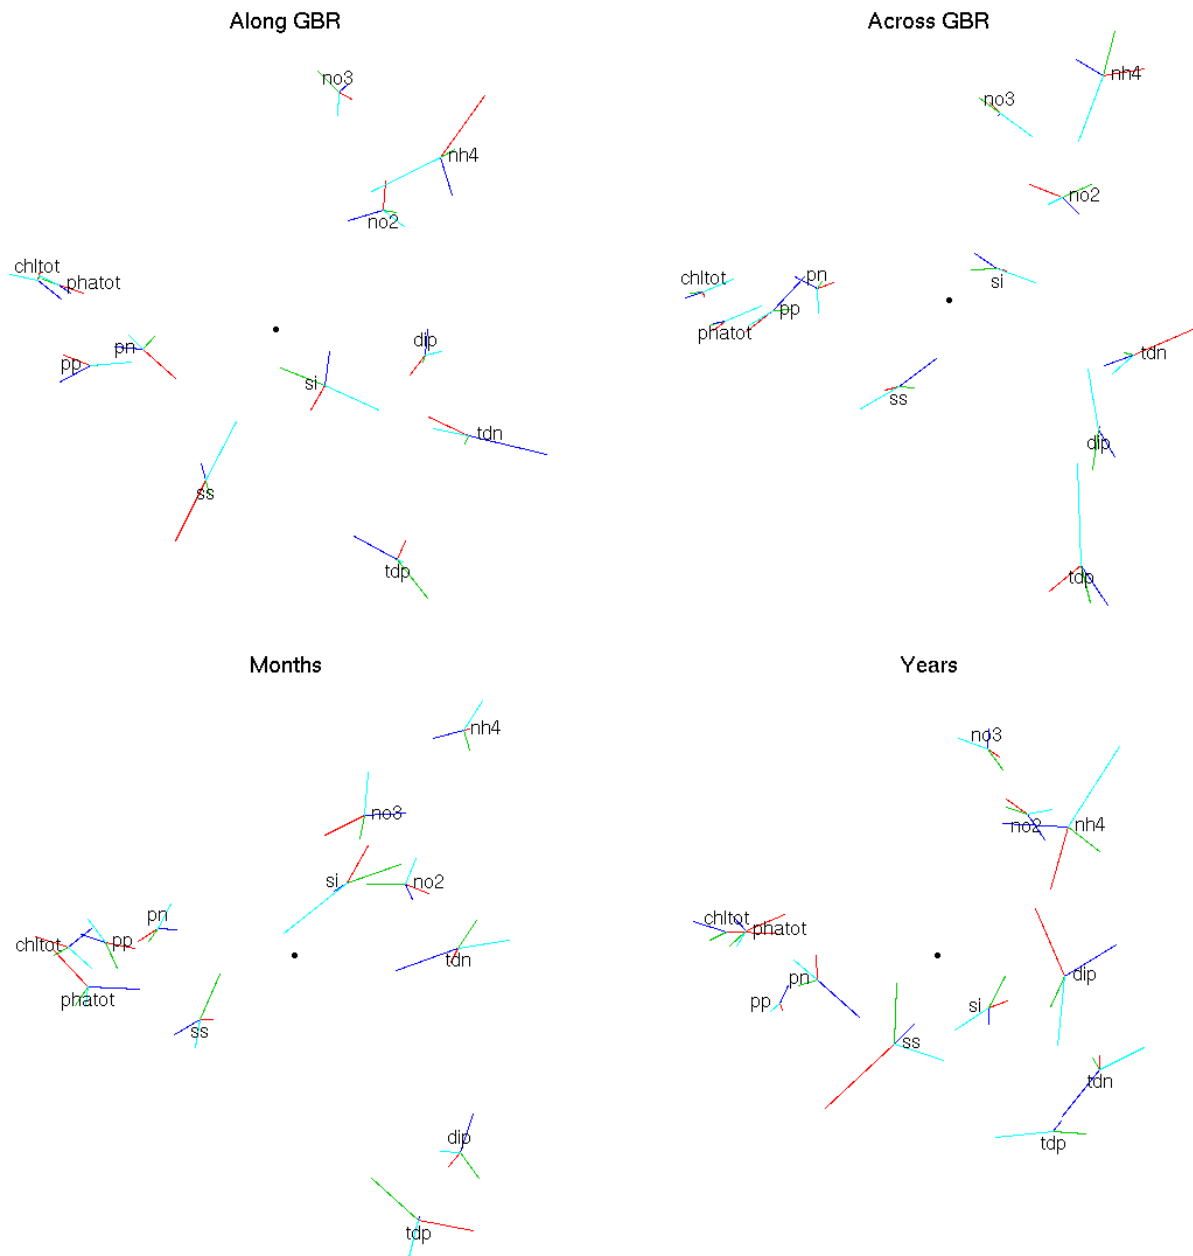 Along GBR
no3
nh4
no2
chltot
phatot
pn
pp
dip
si
tdn
ss
tdp
Across GBR
nh4
no3
no2
si
pn
chltot
pp
phatot
tdn
ss
dip
tdp
Months
nh4
no3
si
no2
pn
chltot
pp
tdn
phatot
ss
dip
tdp
Years
no3
no2
nh4
chltot
phatot
pn
dip
pp
si
ss
tdn
tdp